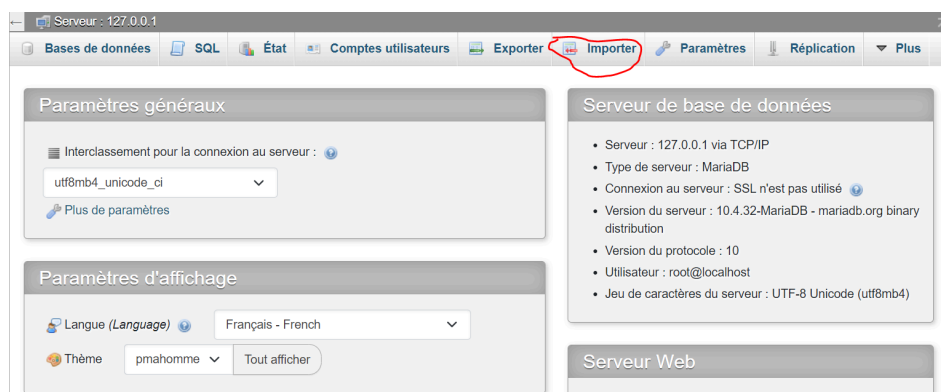 Serveur : 127.0.0.1
Bases de données SQL État Comptes utilisateurs Exporter Importer Paramètres Réplication Plus
Paramètres généraux
Interclassement pour la connexion au serveur :
utf8mb4_unicode_ci
Plus de paramètres
Paramètres d'affichage
Langue (Language) Français - French
Thème pmahomme Tout afficher
Serveur de base de données
Serveur : 127.0.0.1 via TCP/IP
Type de serveur : MariaDB
Connexion au serveur : SSL n'est pas utilisé
Version du serveur : 10.4.32-MariaDB - mariadb.org binary
distribution
Version du protocole : 10
Utilisateur : root@localhost
Jeu de caractères du serveur : UTF-8 Unicode (utf8mb4)
Serveur Web